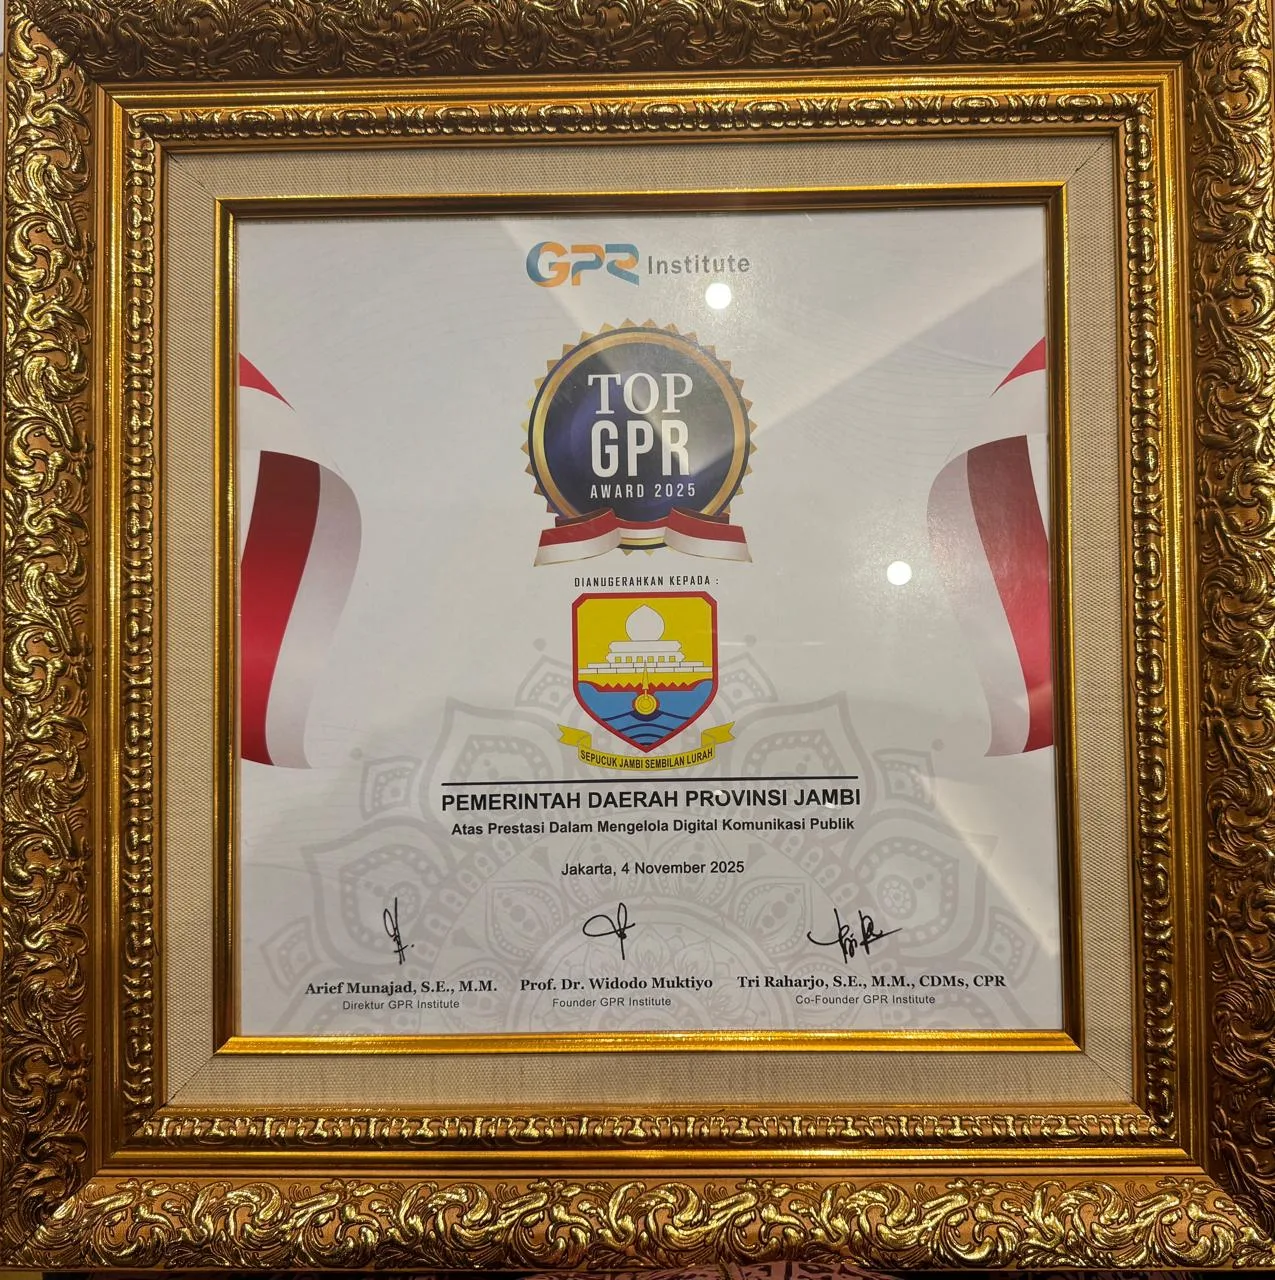 GPR Institute
TOP
GPR
AWARD 2025
DIANUGERAHKAN KEPADA :
SEPUCUK JAMBI SEMBILAN LURAH
PEMERINTAH DAERAH PROVINSI JAMBI
Atas Prestasi Dalam Mengelola Digital Komunikasi Publik
Jakarta, 4 November 2025
Arief Munajad, S.E., M.M.
Direktur GPR Institute
Prof. Dr. Widodo Muktiyo
Founder GPR Institute
Tri Raharjo, S.E., M.M., CDMs, CPR
Co-Founder GPR Institute